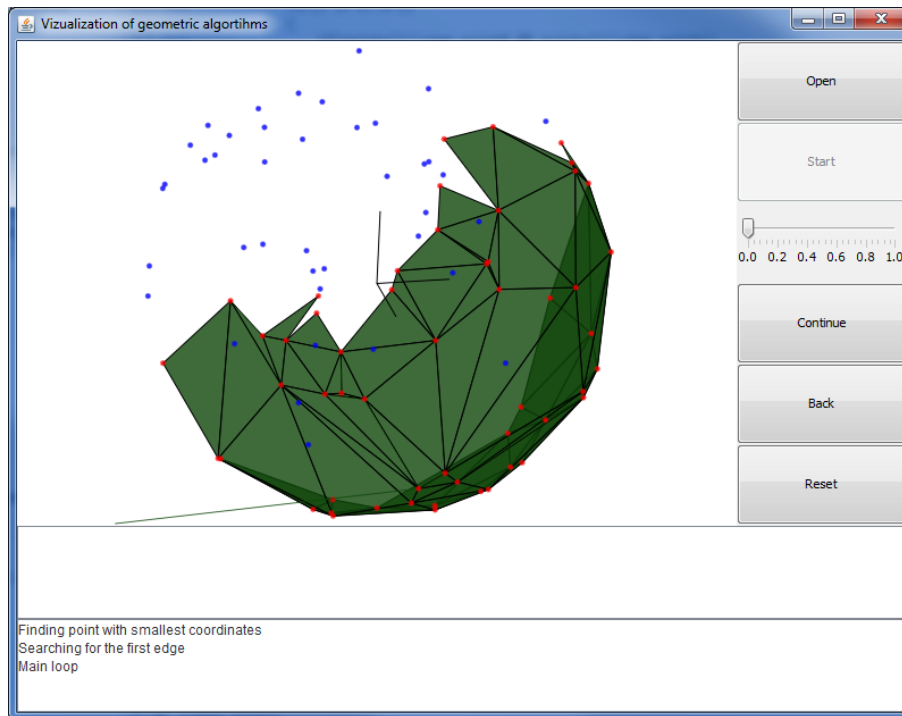 Vizualization of geometric algortihms
Open
Start
0.0 0.2 0.4 0.6 0.8 1.0
Continue
Back
Reset
Finding point with smallest coordinates
Searching for the first edge
Main loop